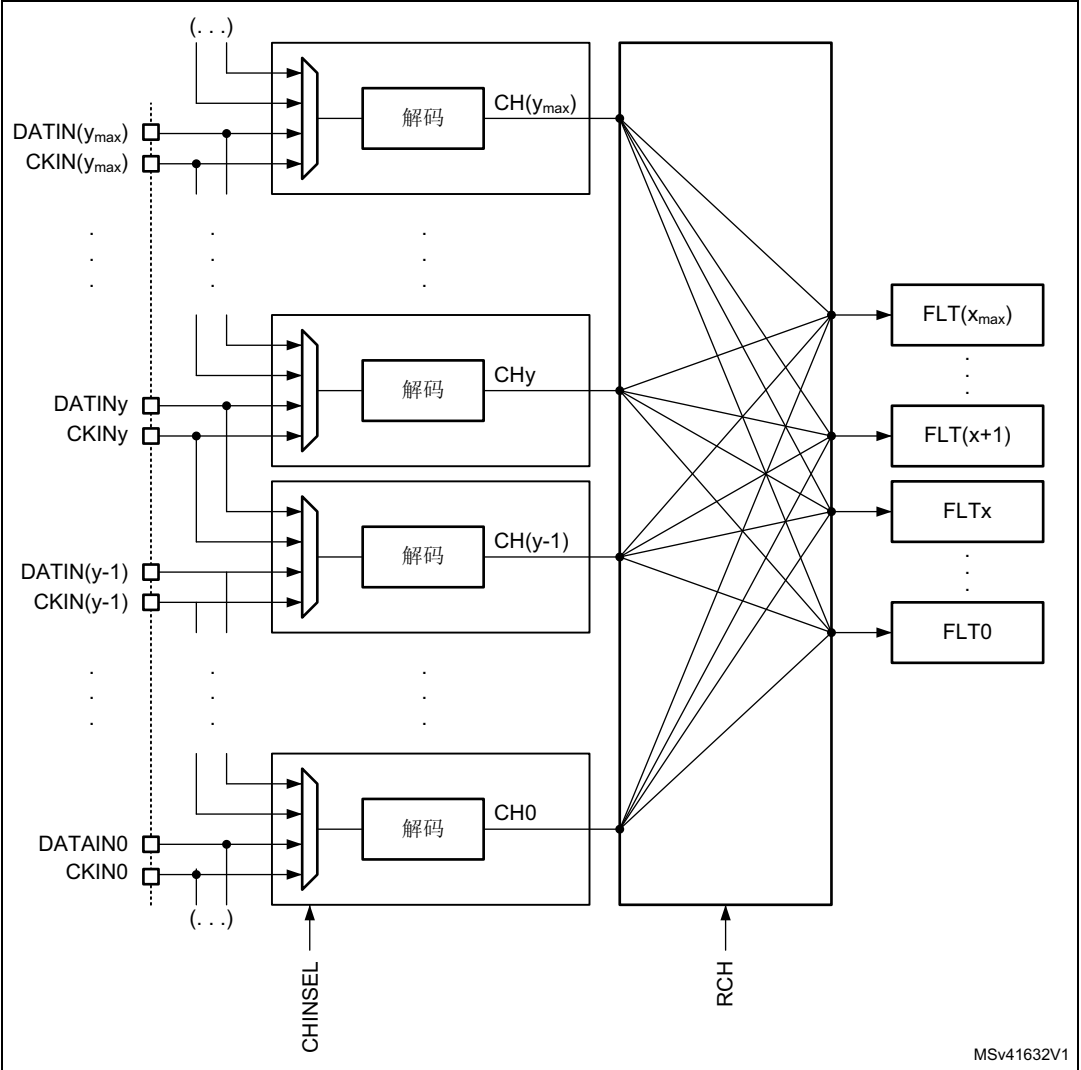 (. . .)
DATIN(ymax)
CKIN(ymax)
解码
CH(ymax)
DATINy
CKINy
解码
CHy
FLT(xmax)
FLT(x+1)
DATIN(y-1)
CKIN(y-1)
解码
CH(y-1)
FLTx
FLT0
DATAIN0
CKIN0
解码
CH0
(. . .)
CHINSEL
RCH
MSv41632V1